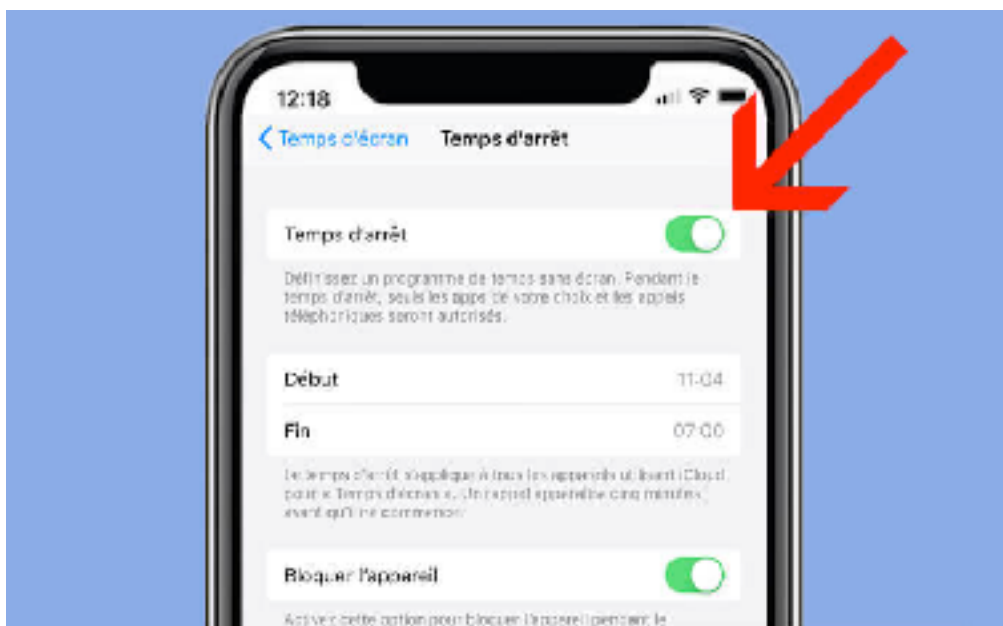 12:18
Temps d'écran Temps d'arrêt
Temps d'arrêt
Définissez un programme de temps sans écran. Pendant le
temps d'arrêt, seuls les apps de votre choix et les appels
téléphoniques seront autorisés.
Début 11:04
Fin 07:00
Le temps d'arrêt s'applique à tous les appareils utilisant iCloud
pour « Temps d'écran ». Un rappel apparaîtra cinq minutes
avant qu'il ne commence.
Bloquer l'appareil
Activez cette option pour bloquer l'appareil pendant le